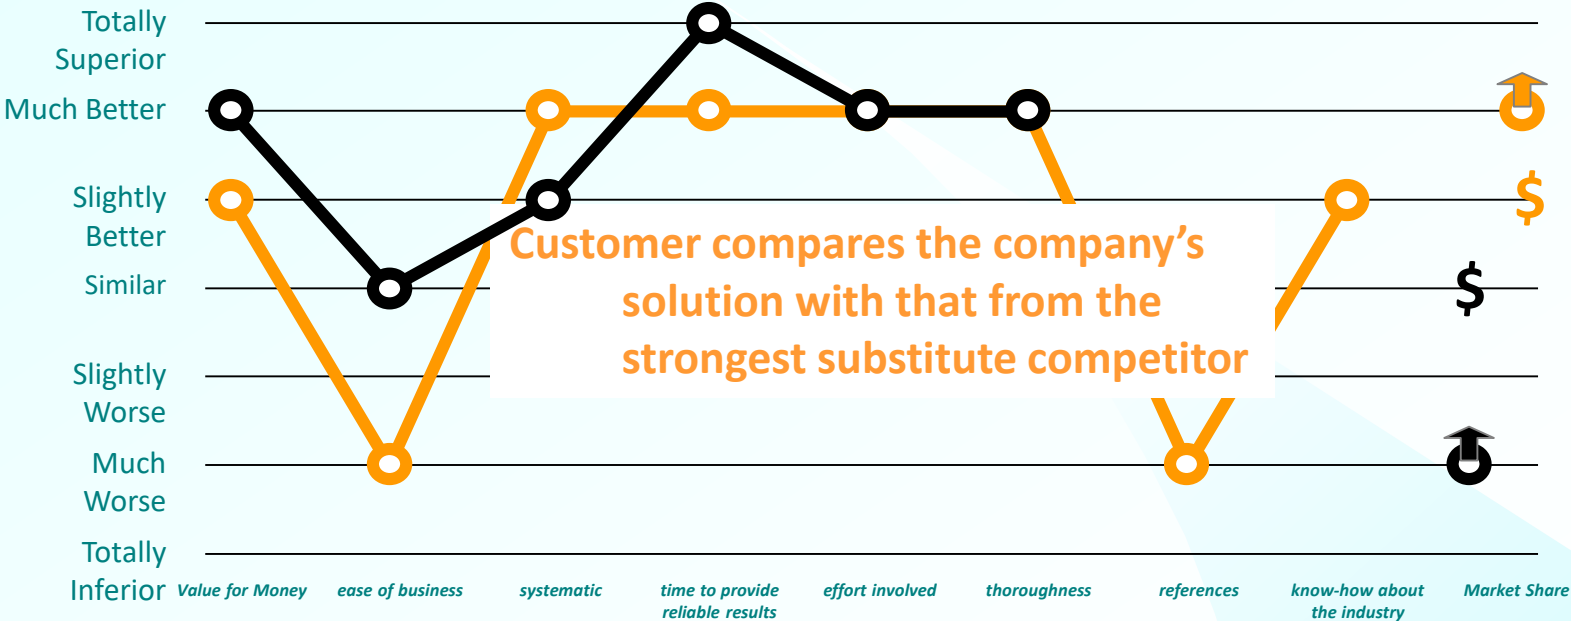 Totally
Superior
Much Better
Slightly
Better
Similar
Slightly
Worse
Much
Worse
Totally
Inferior
$
$
Customer compares the company’s
solution with that from the
strongest substitute competitor
Value for Money
ease of business
systematic
time to provide
reliable results
effort involved
thoroughness
references
know-how about
the industry
Market Share